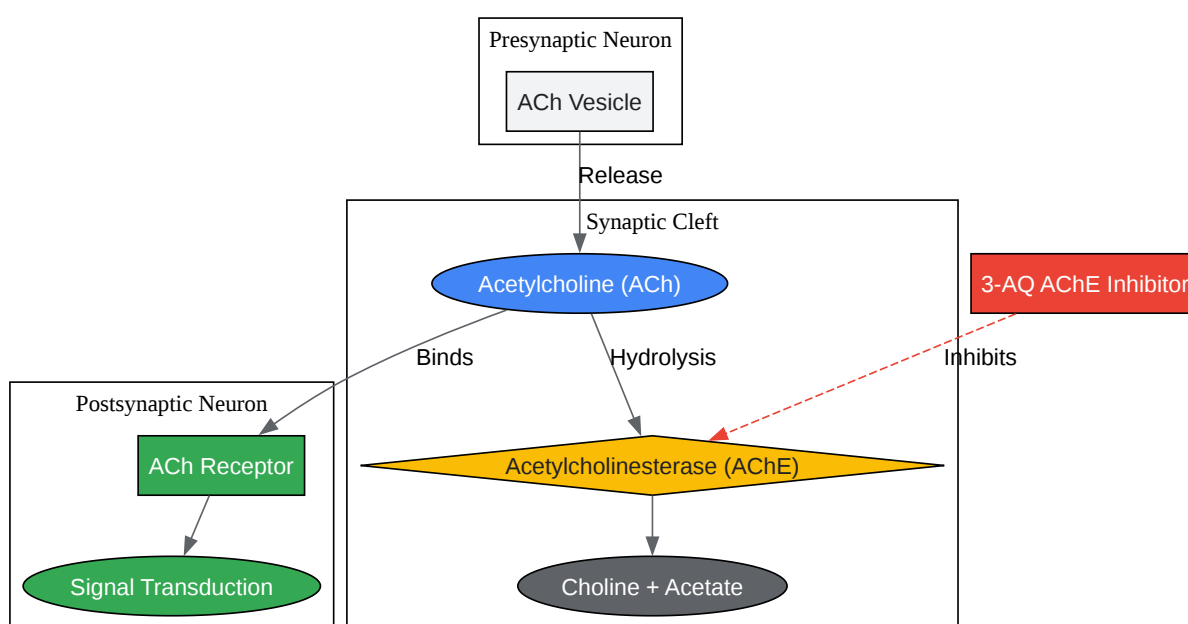 Presynaptic Neuron
ACh Vesicle
Release
Synaptic Cleft
Acetylcholine (ACh)
3-AQ AChE Inhibitor
Binds
Hydrolysis
Inhibits
Postsynaptic Neuron
ACh Receptor
Acetylcholinesterase (AChE)
Signal Transduction
Choline + Acetate